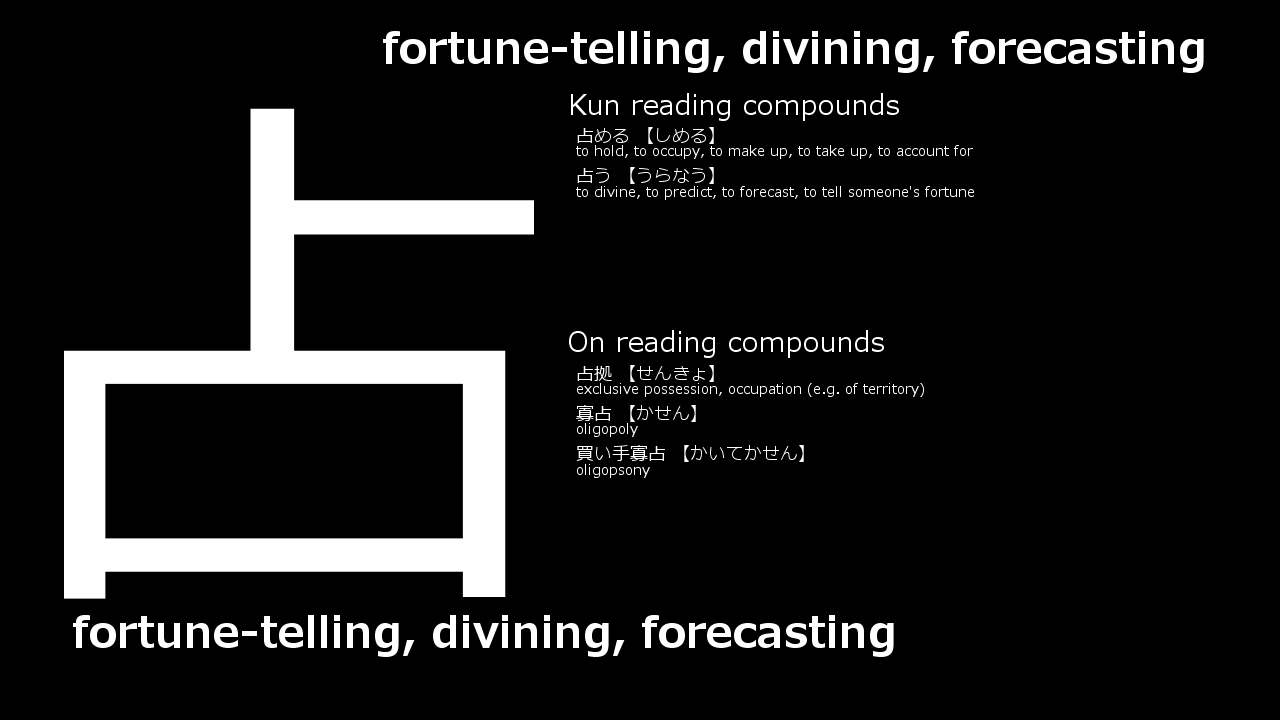 fortune-telling, divining, forecasting
占
Kun reading compounds
占める 【しめる】
to hold, to occupy, to make up, to take up, to account for
占う 【うらなう】
to divine, to predict, to forecast, to tell someone's fortune
On reading compounds
占拠 【せんきょ】
exclusive possession, occupation (e.g. of territory)
寡占 【かせん】
oligopoly
買い手寡占 【かいてかせん】
oligopsony
fortune-telling, divining, forecasting